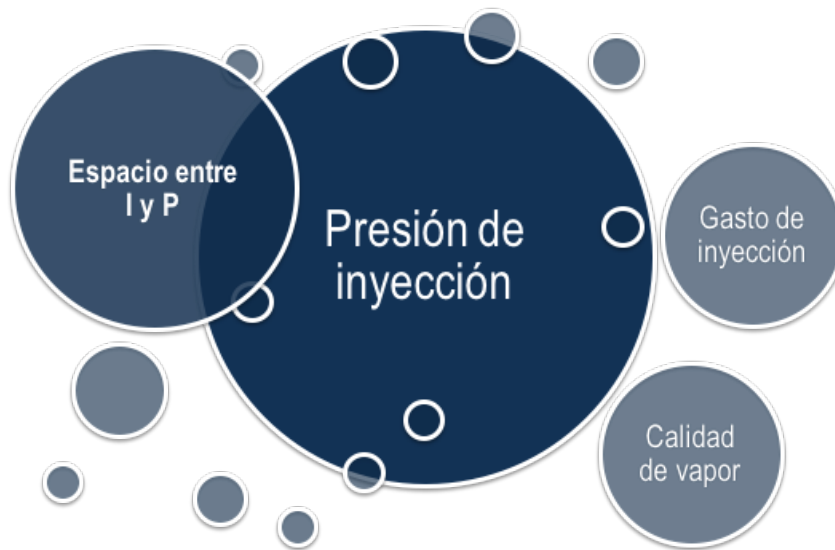 Espacio entre
I y P
Presión de
inyección
Gasto de
inyección
Calidad
de vapor